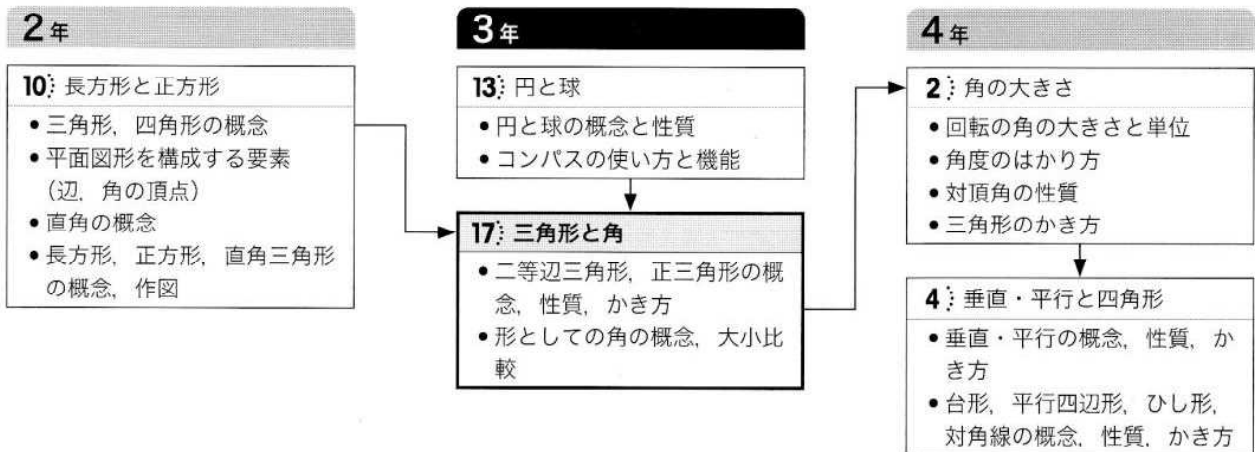 2年
10 長方形と正方形
• 三角形，四角形の概念
• 平面図形を構成する要素
（辺，角の頂点）
• 直角の概念
• 長方形，正方形，直角三角形
の概念，作図
3年
13 円と球
• 円と球の概念と性質
• コンパスの使い方と機能
17 三角形と角
• 二等辺三角形，正三角形の概
念，性質，かき方
• 形としての角の概念，大小比
較
4年
2 角の大きさ
• 回転の角の大きさと単位
• 角度のはかり方
• 対頂角の性質
• 三角形のかき方
4 垂直・平行と四角形
• 垂直・平行の概念，性質，か
き方
• 台形，平行四辺形，ひし形，
対角線の概念，性質，かき方